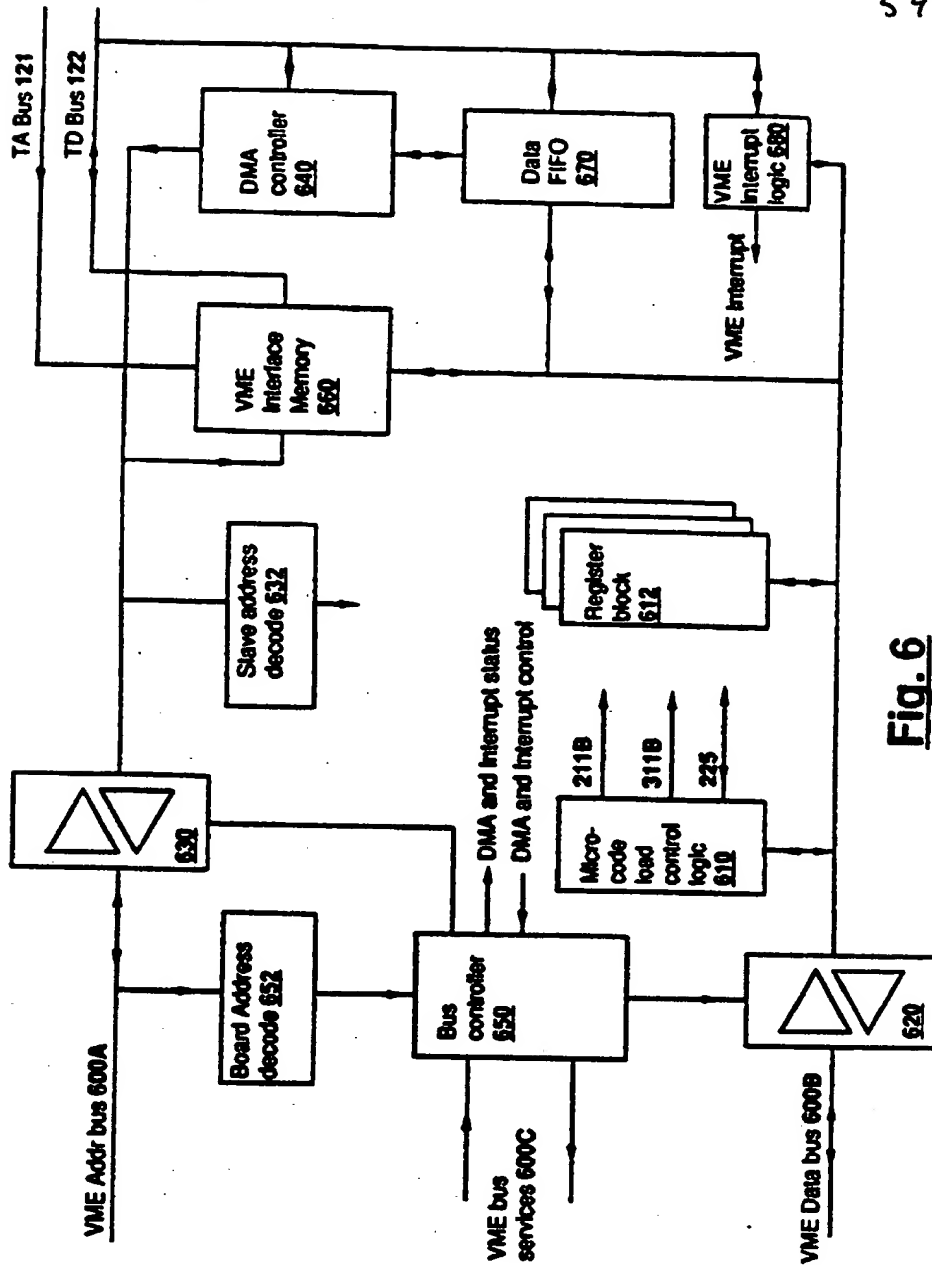 TA Bus 121
TD Bus 122
DMA
controller
640
Data
FIFO
670
VME
interrupt
logic 680
VME Interrupt
VME
Interface
Memory
660
Slave address
decode 632
Register
block
612
630
DMA and Interrupt status
DMA and Interrupt control
211B
311B
225
Micro-
code
load
control
logic
610
VME Addr bus 600A
Board Address
decode 652
Bus
controller
650
620
VME bus
services 600C
VME Data bus 600B
Fig. 6